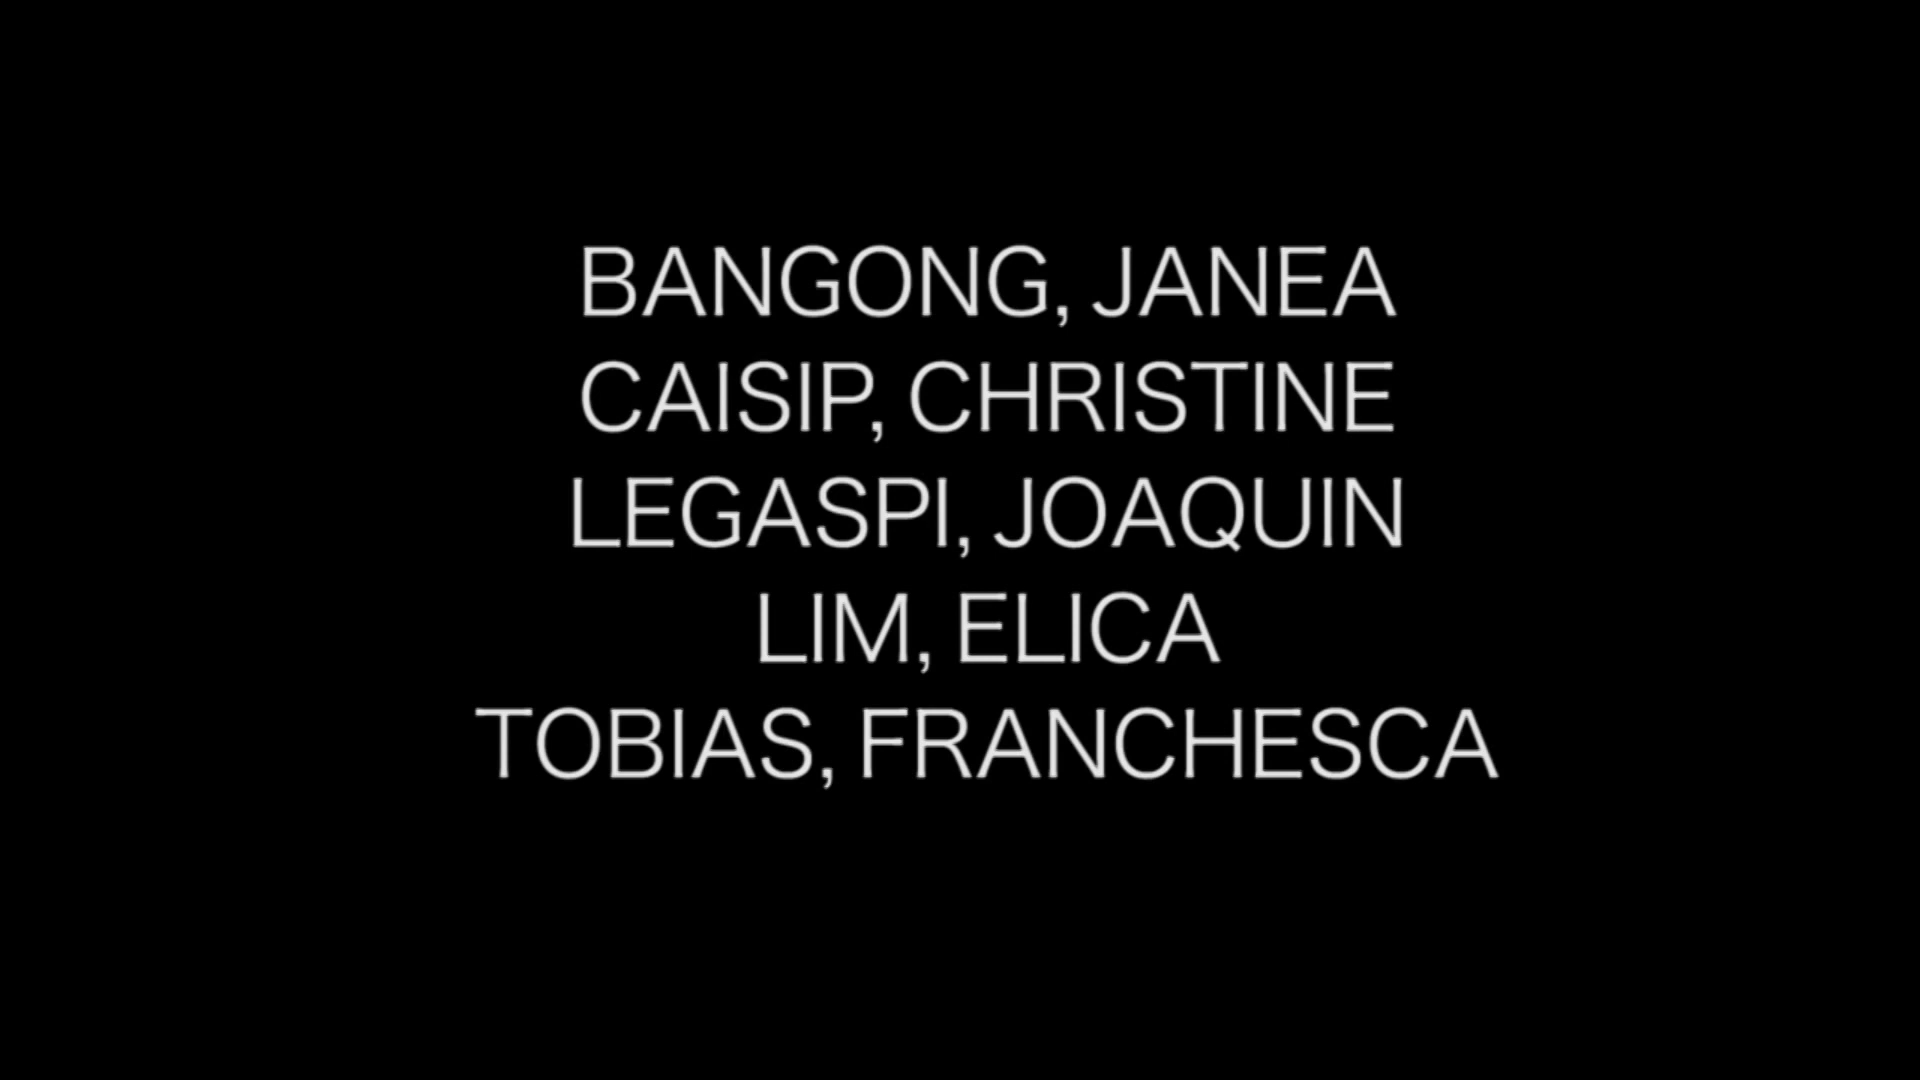 BANGONG, JANEA
CAISIP, CHRISTINE
LEGASPI, JOAQUIN
LIM, ELICA
TOBIAS, FRANCHESCA